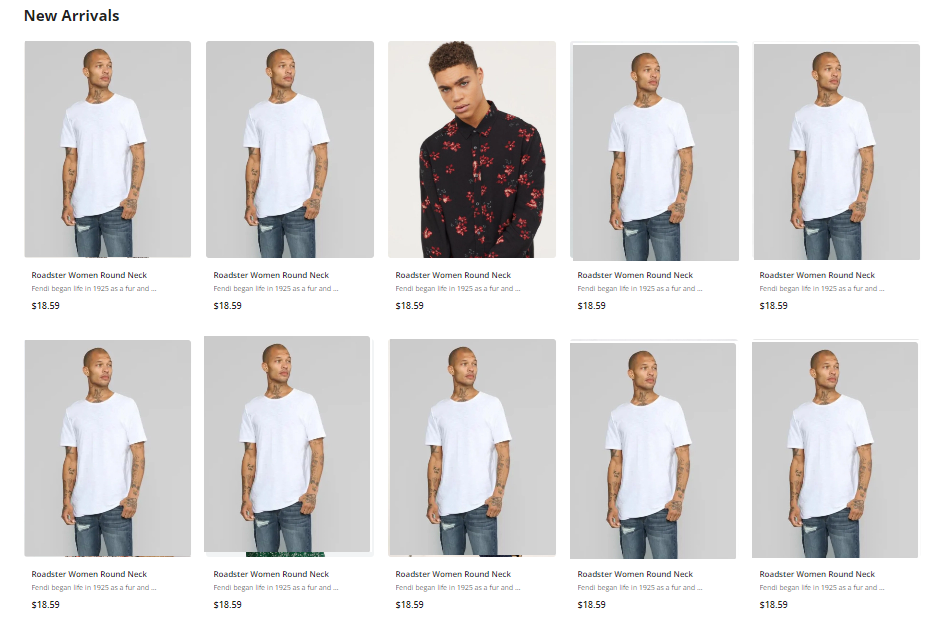 New Arrivals
Roadster Women Round Neck
Roadster Women Round Neck
Roadster Women Round Neck
Roadster Women Round Neck
Roadster Women Round Neck
Fendi began life in 1925 as a fur and ...
Fendi began life in 1925 as a fur and ...
Fendi began life in 1925 as a fur and ...
Fendi began life in 1925 as a fur and ...
Fendi began life in 1925 as a fur and ...
$18.59
$18.59
$18.59
$18.59
$18.59
Roadster Women Round Neck
Roadster Women Round Neck
Roadster Women Round Neck
Roadster Women Round Neck
Roadster Women Round Neck
Fendi began life in 1925 as a fur and ...
Fendi began life in 1925 as a fur and ...
Fendi began life in 1925 as a fur and ...
Fendi began life in 1925 as a fur and ...
Fendi began life in 1925 as a fur and ...
$18.59
$18.59
$18.59
$18.59
$18.59